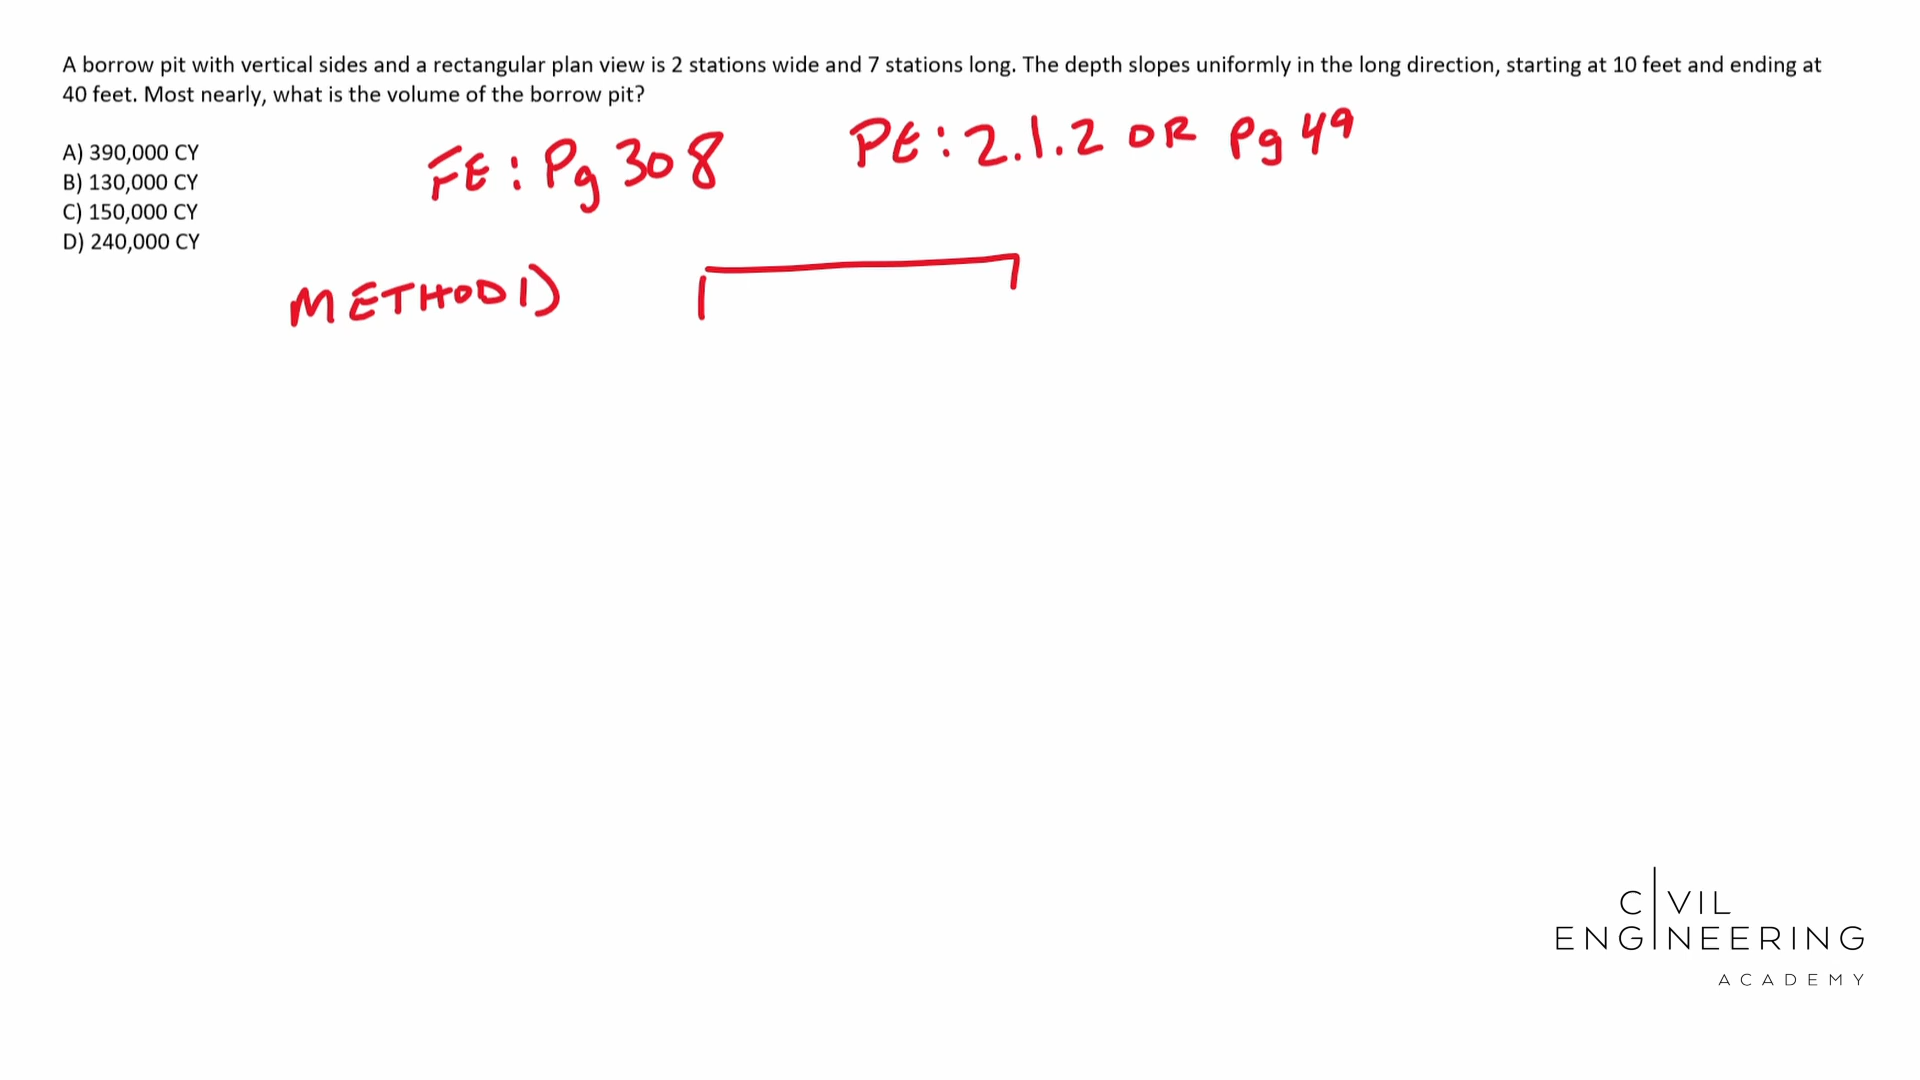 A borrow pit with vertical sides and a rectangular plan view is 2 stations wide and 7 stations long. The depth slopes uniformly in the long direction, starting at 10 feet and ending at
40 feet. Most nearly, what is the volume of the borrow pit?
A) 390,000 CY
B) 130,000 CY
C) 150,000 CY
D) 240,000 CY
FE: Pg 308
PE: 2.1.2 OR Pg 49
METHOD 1)
CIVIL
ENGINEERING
ACADEMY